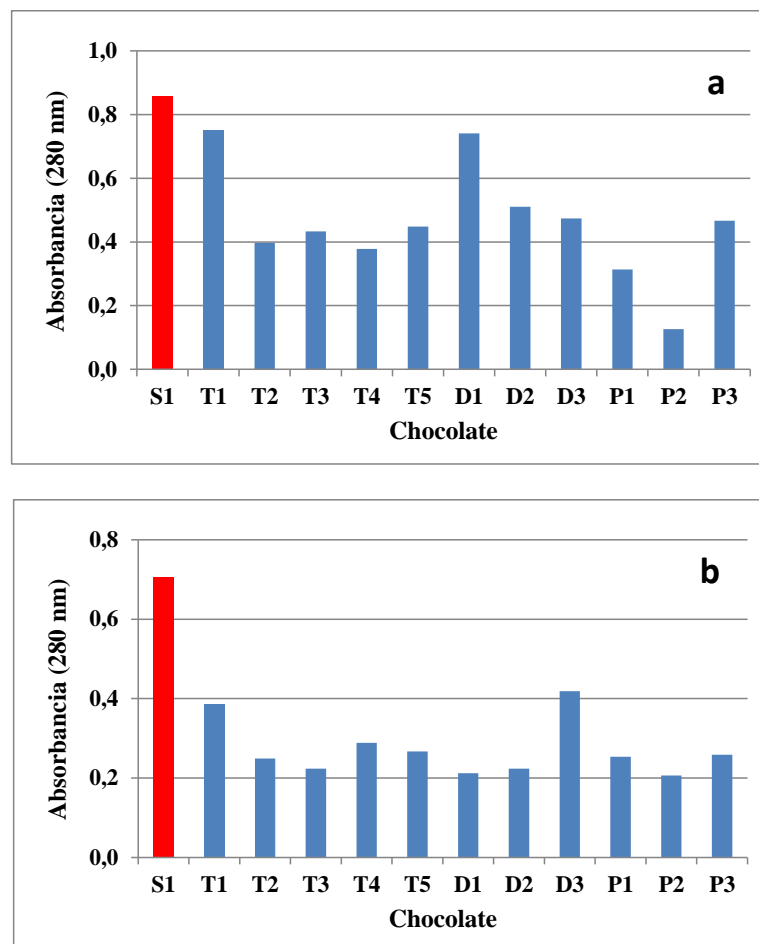 a
1,0
0,8
0,6
0,4
0,2
0,0
Absorbancia (280 nm)
S1 T1 T2 T3 T4 T5 D1 D2 D3 P1 P2 P3
Chocolate
b
0,8
0,6
0,4
0,2
0,0
Absorbancia (280 nm)
S1 T1 T2 T3 T4 T5 D1 D2 D3 P1 P2 P3
Chocolate